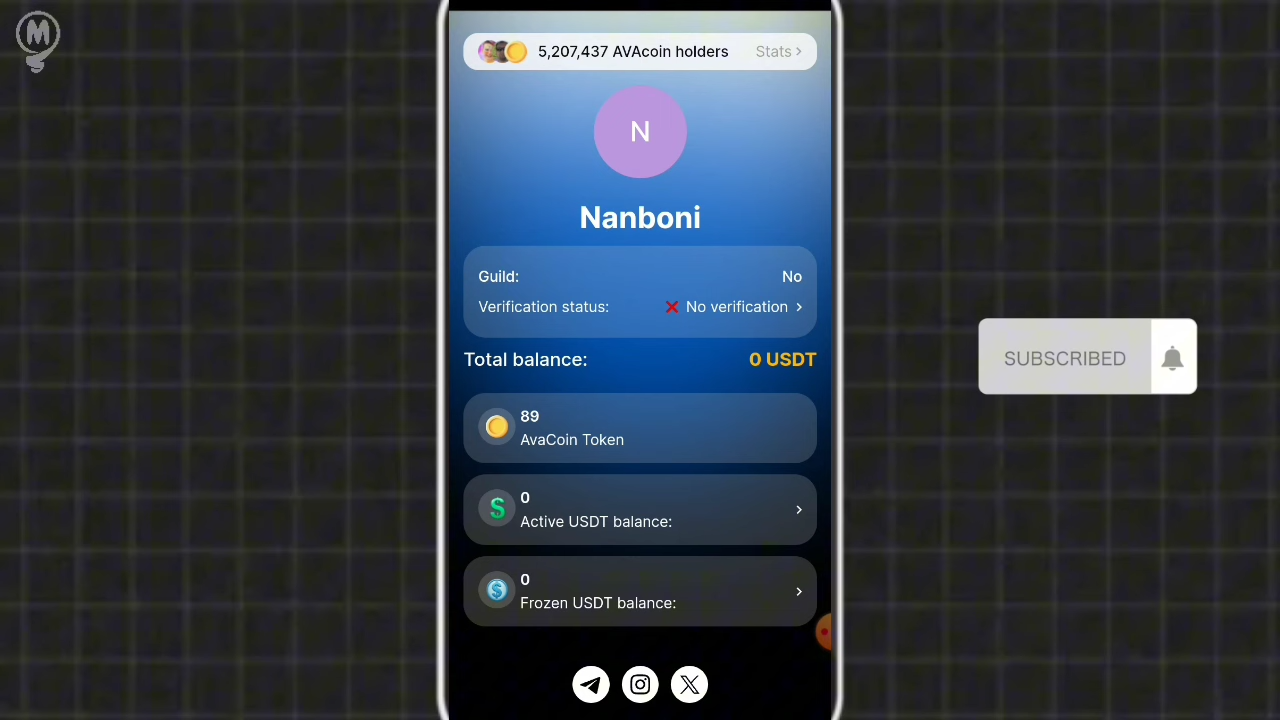 M
5,207,437 AVAcoin holders Stats >
N
Nanboni
Guild: No
Verification status: ❌ No verification >
Total balance: 0 USDT
89
AvaCoin Token
0
Active USDT balance: >
0
Frozen USDT balance: >
SUBSCRIBED